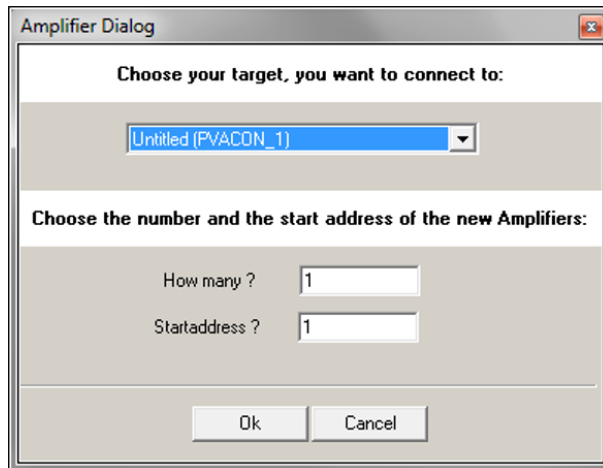 Amplifier Dialog
Choose your target, you want to connect to:
Untitled (PVACON_1)
Choose the number and the start address of the new Amplifiers:
How many ? 1
Startaddress ? 1
Ok Cancel